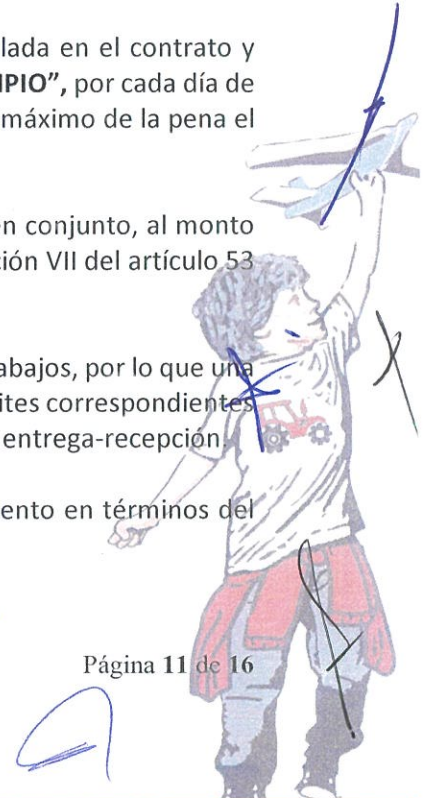 lada en el contrato y
IPIO”, por cada día de
máximo de la pena el
en conjunto, al monto
ción VII del artículo 53
abajos, por lo que una
ites correspondientes
entrega-recepción.
ento en términos del
Página 11 de 16